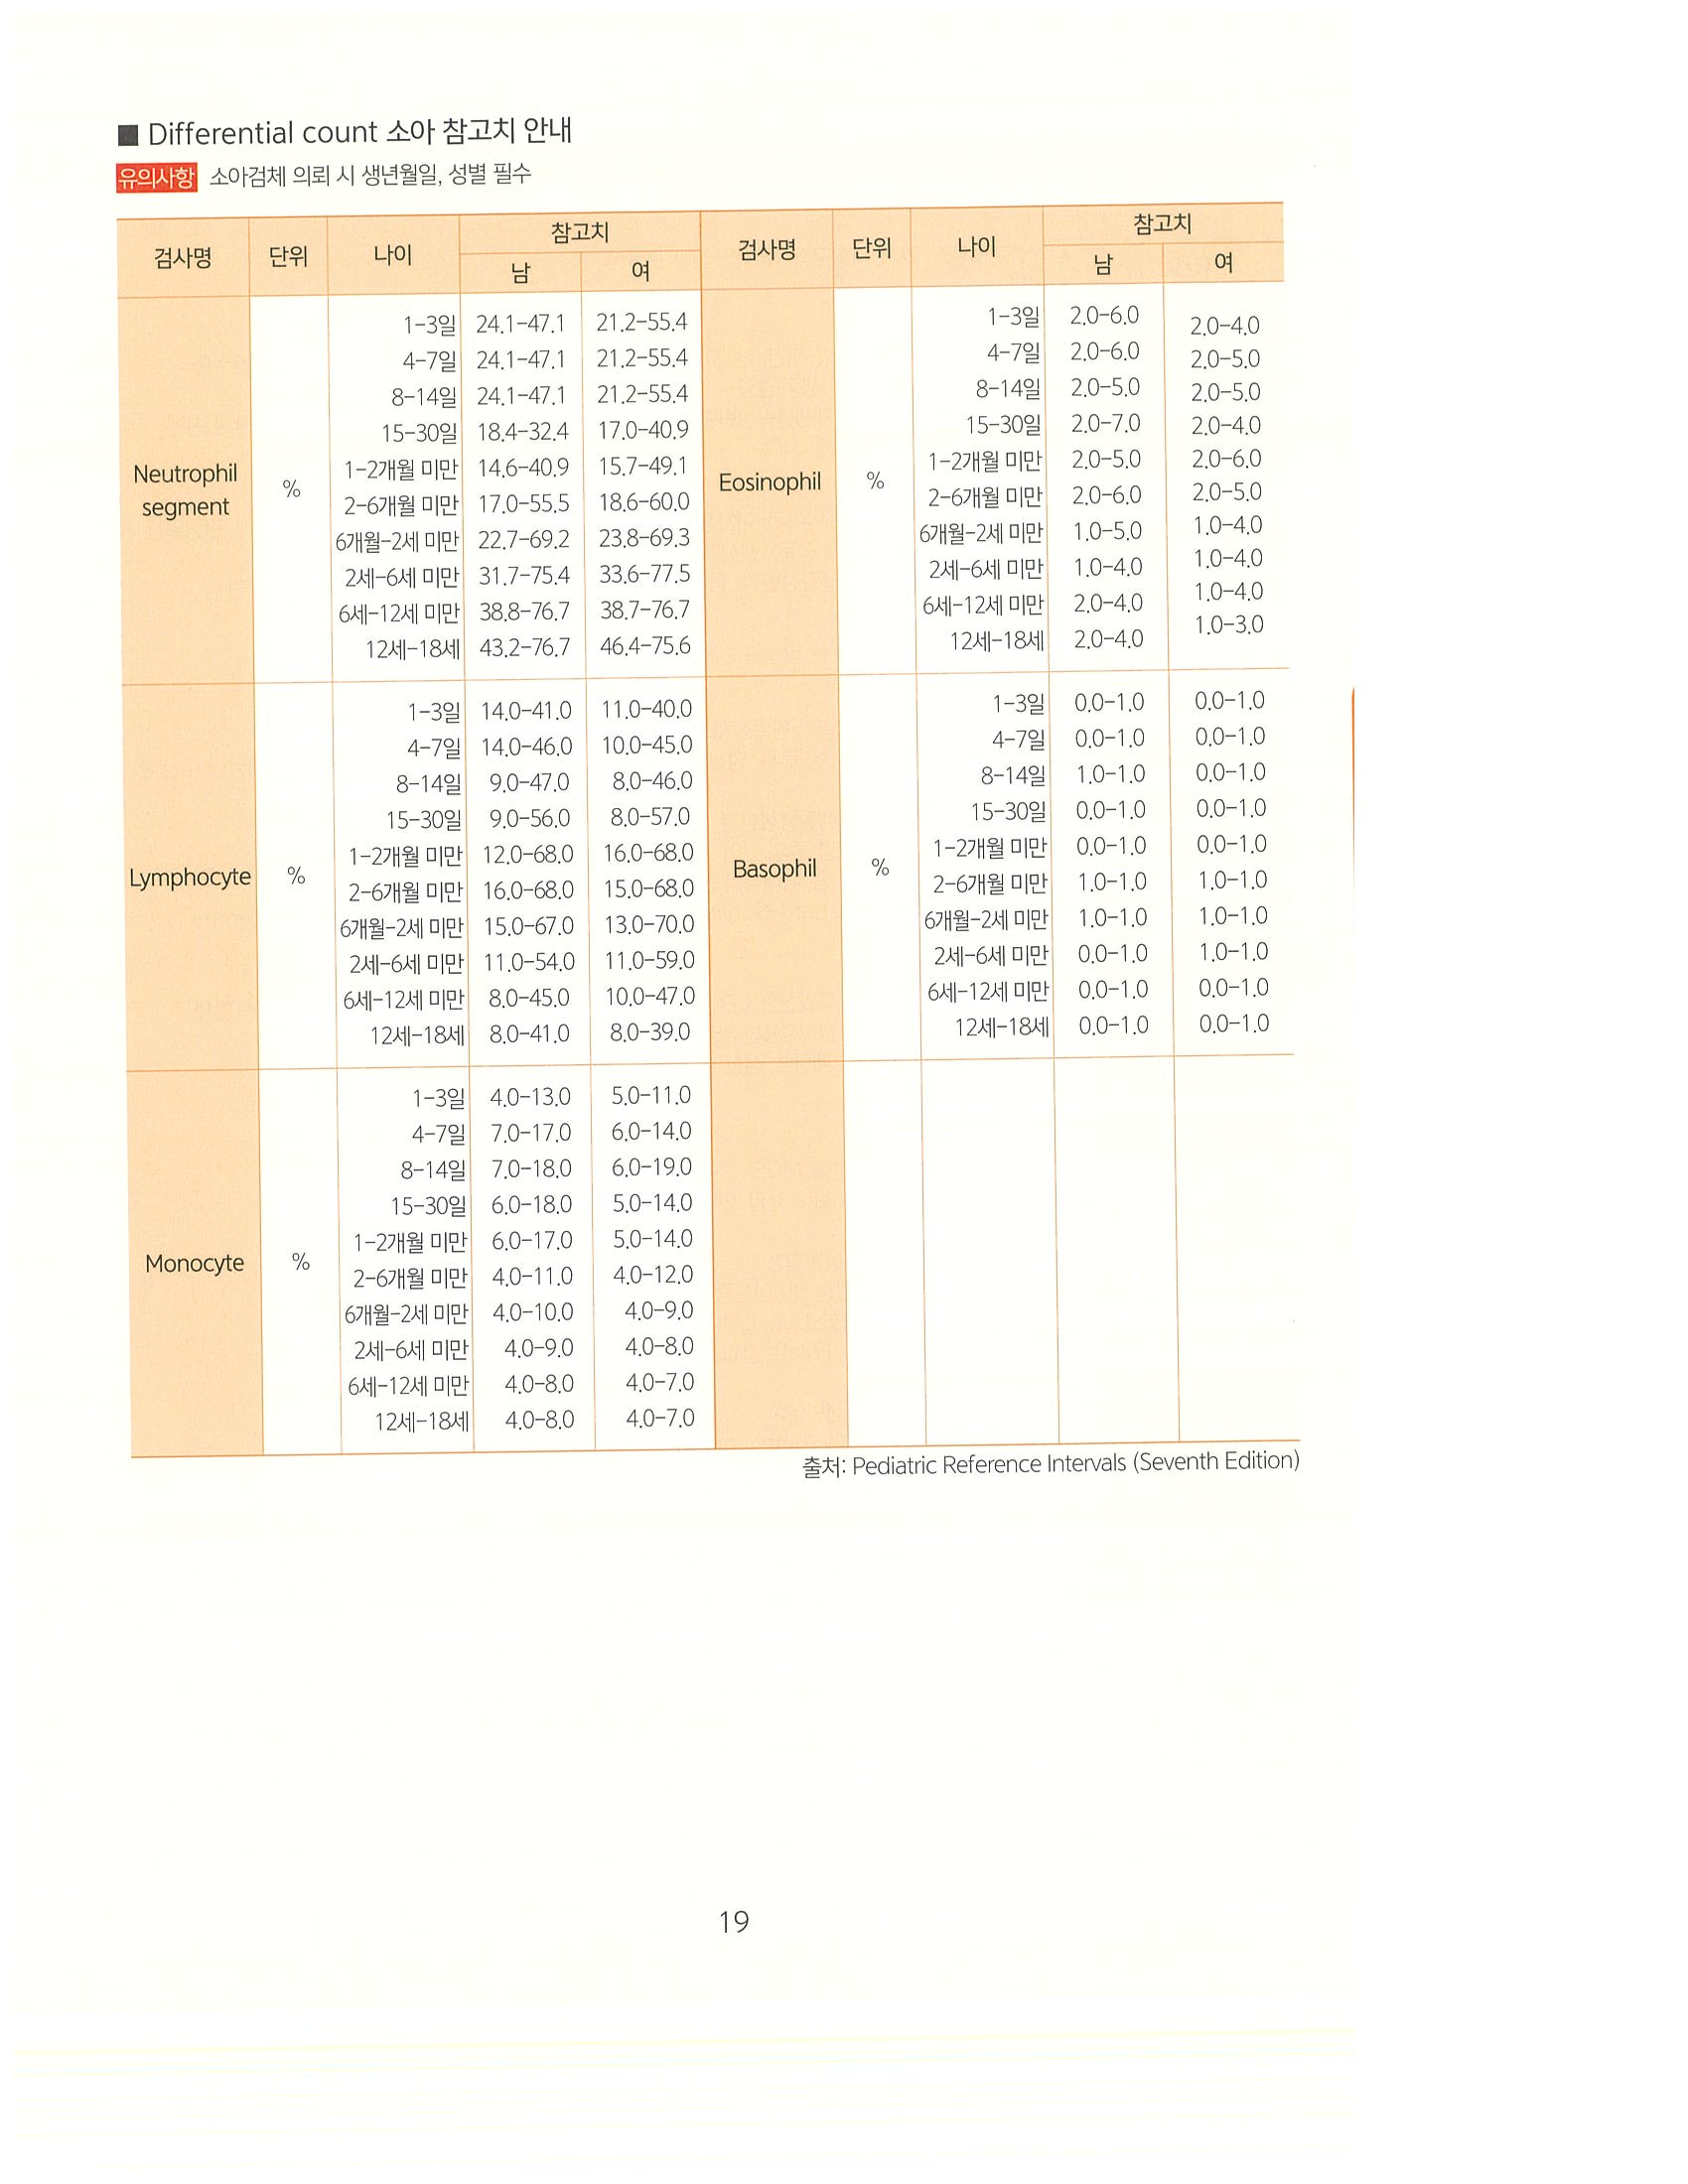 ■ Differential count 소아 참고치 안내
유의사항 소아검체 의뢰 시 생년월일, 성별 필수
검사명 단위 나이 참고치 남 여 검사명 단위 나이 참고치 남 여
Neutrophil segment %
1-3일 24.1-47.1 21.2-55.4
4-7일 24.1-47.1 21.2-55.4
8-14일 24.1-47.1 21.2-55.4
15-30일 18.4-32.4 17.0-40.9
1-2개월 미만 14.6-40.9 15.7-49.1
2-6개월 미만 17.0-55.5 18.6-60.0
6개월-2세 미만 22.7-69.2 23.8-69.3
2세-6세 미만 31.7-75.4 33.6-77.5
6세-12세 미만 38.8-76.7 38.7-76.7
12세-18세 43.2-76.7 46.4-75.6
Eosinophil %
1-3일 2.0-6.0 2.0-4.0
4-7일 2.0-6.0 2.0-5.0
8-14일 2.0-5.0 2.0-5.0
15-30일 2.0-7.0 2.0-4.0
1-2개월 미만 2.0-5.0 2.0-6.0
2-6개월 미만 2.0-6.0 2.0-5.0
6개월-2세 미만 1.0-5.0 1.0-4.0
2세-6세 미만 1.0-4.0 1.0-4.0
6세-12세 미만 2.0-4.0 1.0-4.0
12세-18세 2.0-4.0 1.0-3.0
Lymphocyte %
1-3일 14.0-41.0 11.0-40.0
4-7일 14.0-46.0 10.0-45.0
8-14일 9.0-47.0 8.0-46.0
15-30일 9.0-56.0 8.0-57.0
1-2개월 미만 12.0-68.0 16.0-68.0
2-6개월 미만 16.0-68.0 15.0-68.0
6개월-2세 미만 15.0-67.0 13.0-70.0
2세-6세 미만 11.0-54.0 11.0-59.0
6세-12세 미만 8.0-45.0 10.0-47.0
12세-18세 8.0-41.0 8.0-39.0
Basophil %
1-3일 0.0-1.0 0.0-1.0
4-7일 0.0-1.0 0.0-1.0
8-14일 1.0-1.0 0.0-1.0
15-30일 0.0-1.0 0.0-1.0
1-2개월 미만 0.0-1.0 0.0-1.0
2-6개월 미만 1.0-1.0 1.0-1.0
6개월-2세 미만 1.0-1.0 1.0-1.0
2세-6세 미만 0.0-1.0 1.0-1.0
6세-12세 미만 0.0-1.0 0.0-1.0
12세-18세 0.0-1.0 0.0-1.0
Monocyte %
1-3일 4.0-13.0 5.0-11.0
4-7일 7.0-17.0 6.0-14.0
8-14일 7.0-18.0 6.0-19.0
15-30일 6.0-18.0 5.0-14.0
1-2개월 미만 6.0-17.0 5.0-14.0
2-6개월 미만 4.0-11.0 4.0-12.0
6개월-2세 미만 4.0-10.0 4.0-9.0
2세-6세 미만 4.0-9.0 4.0-8.0
6세-12세 미만 4.0-8.0 4.0-7.0
12세-18세 4.0-8.0 4.0-7.0
출처: Pediatric Reference Intervals (Seventh Edition)
19